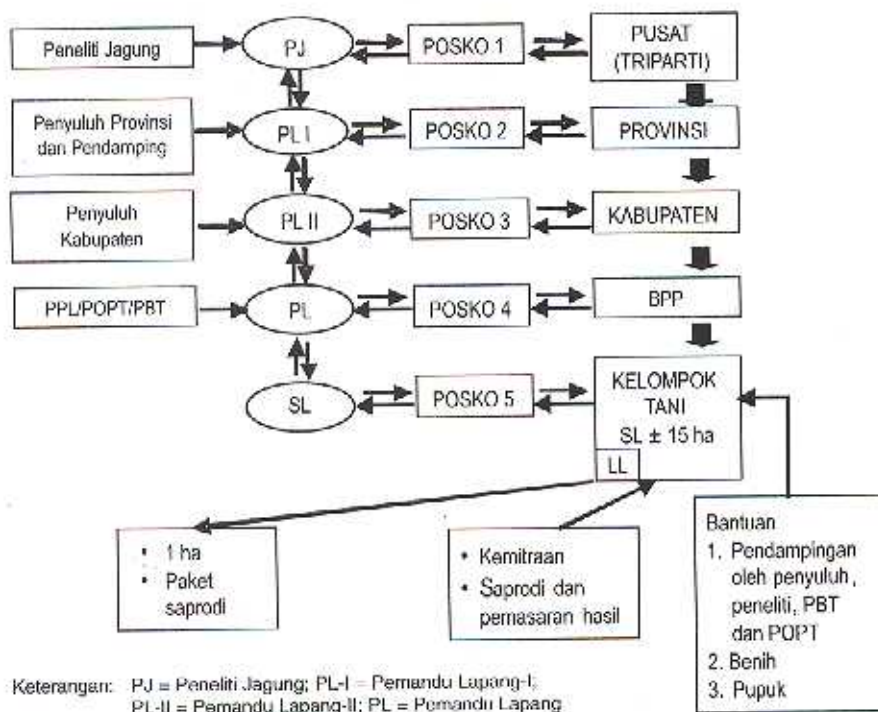 Peneliti Jagung
PJ
POSKO 1
PUSAT
(TRIPARTI)
Penyuluh Provinsi
dan Pendamping
PL I
POSKO 2
PROVINSI
Penyuluh
Kabupaten
PL II
POSKO 3
KABUPATEN
PPL/POPT/PBT
PL
POSKO 4
BPP
SL
POSKO 5
KELOMPOK
TANI
SL ± 15 ha
LL
• 1 ha
• Paket
saprodi
• Kemitraan
• Saprodi dan
pemasaran hasil
Bantuan
1. Pendampingan
oleh penyuluh,
peneliti, PBT
dan POPT
2. Benih
3. Pupuk
Keterangan: PJ = Peneliti Jagung; PL-I = Pemandu Lapang-I;
PL-II = Pemandu Lapang-II; PL = Pemandu Lapang